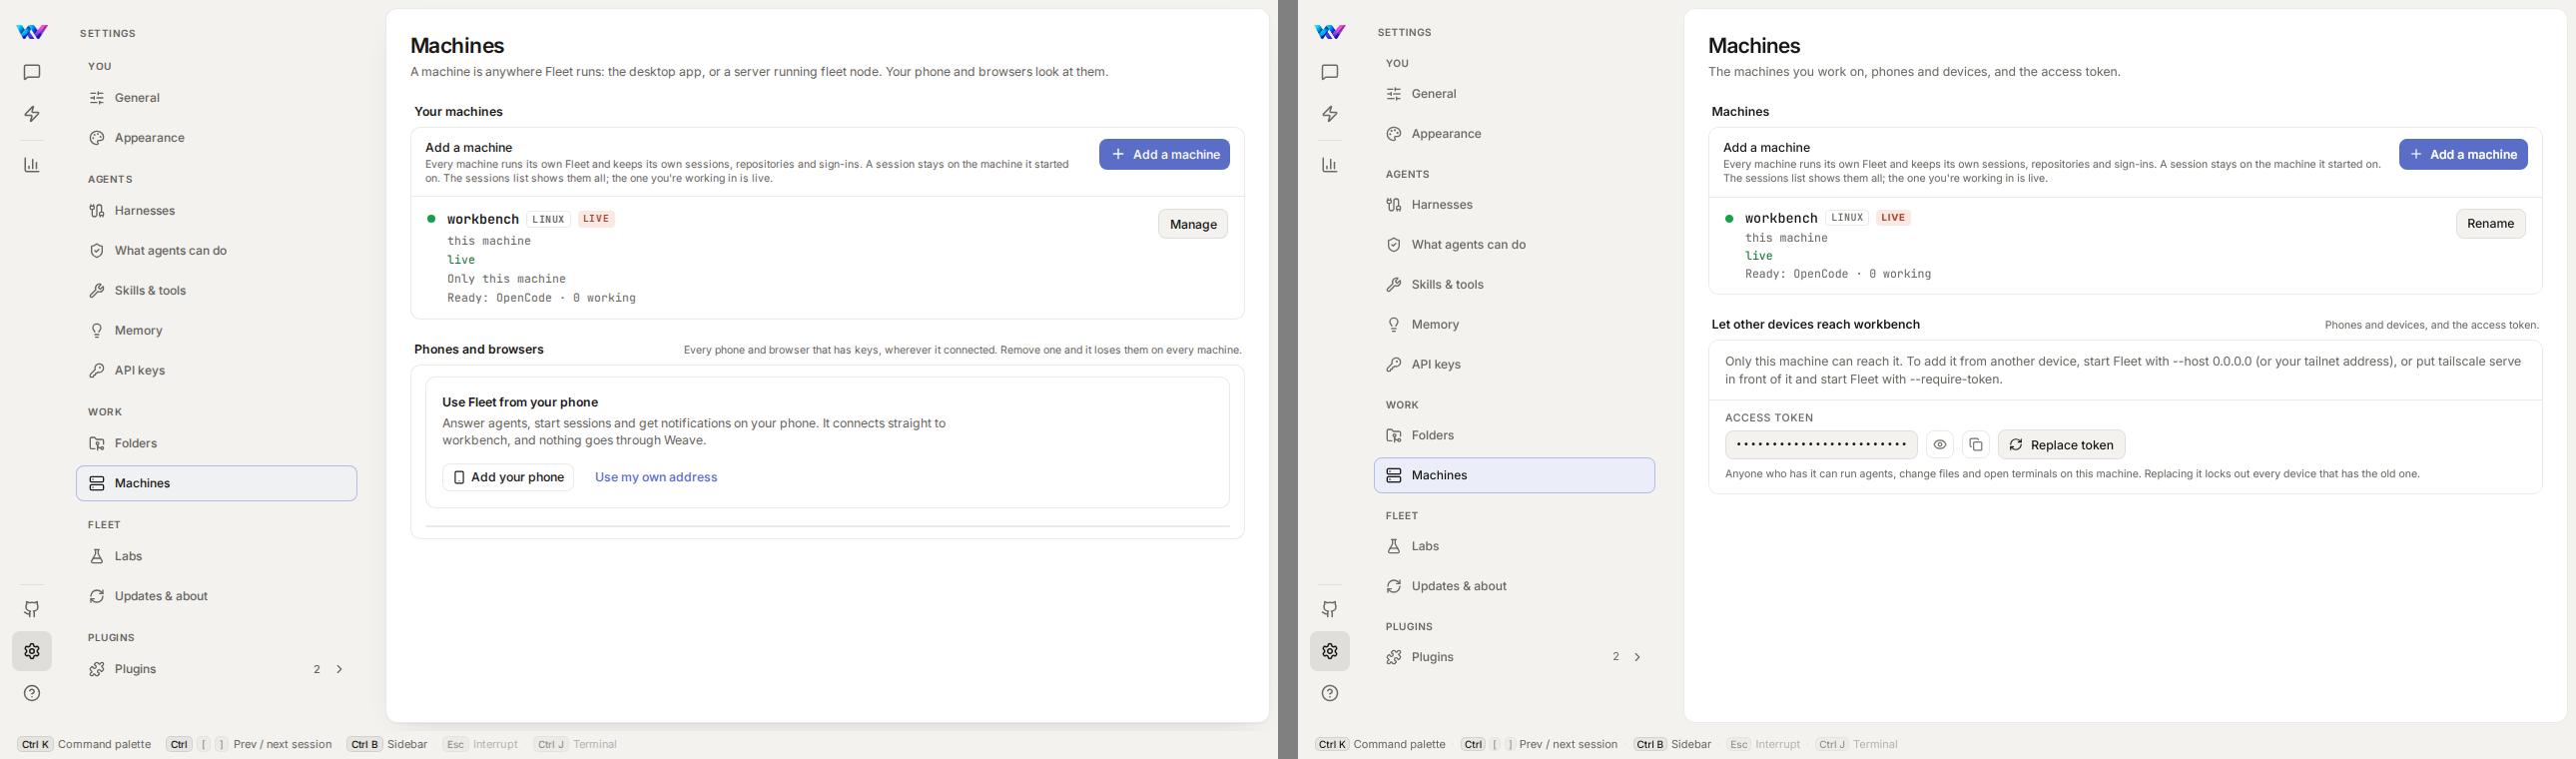 SETTINGS
YOU
General
Appearance
AGENTS
Harnesses
What agents can do
Skills & tools
Memory
API keys
WORK
Folders
Machines
FLEET
Labs
Updates & about
PLUGINS
Plugins 2
Machines
A machine is anywhere Fleet runs: the desktop app, or a server running fleet node. Your phone and browsers look at them.
Your machines
Add a machine
Every machine runs its own Fleet and keeps its own sessions, repositories and sign-ins. A session stays on the machine it started
on. The sessions list shows them all; the one you're working in is live.
Add a machine
workbench LINUX LIVE
this machine
live
Only this machine
Ready: OpenCode · 0 working
Manage
Phones and browsers
Every phone and browser that has keys, wherever it connected. Remove one and it loses them on every machine.
Use Fleet from your phone
Answer agents, start sessions and get notifications on your phone. It connects straight to
workbench, and nothing goes through Weave.
Add your phone Use my own address
Ctrl K Command palette Ctrl [ ] Prev / next session Ctrl B Sidebar Esc Interrupt Ctrl J Terminal
SETTINGS
YOU
General
Appearance
AGENTS
Harnesses
What agents can do
Skills & tools
Memory
API keys
WORK
Folders
Machines
FLEET
Labs
Updates & about
PLUGINS
Plugins 2
Machines
The machines you work on, phones and devices, and the access token.
Machines
Add a machine
Every machine runs its own Fleet and keeps its own sessions, repositories and sign-ins. A session stays on the machine it started on.
The sessions list shows them all; the one you're working in is live.
Add a machine
workbench LINUX LIVE
this machine
live
Ready: OpenCode · 0 working
Rename
Let other devices reach workbench
Phones and devices, and the access token.
Only this machine can reach it. To add it from another device, start Fleet with --host 0.0.0.0 (or your tailnet address), or put tailscale serve
in front of it and start Fleet with --require-token.
ACCESS TOKEN
Replace token
Anyone who has it can run agents, change files and open terminals on this machine. Replacing it locks out every device that has the old one.
Ctrl K Command palette Ctrl [ ] Prev / next session Ctrl B Sidebar Esc Interrupt Ctrl J Terminal